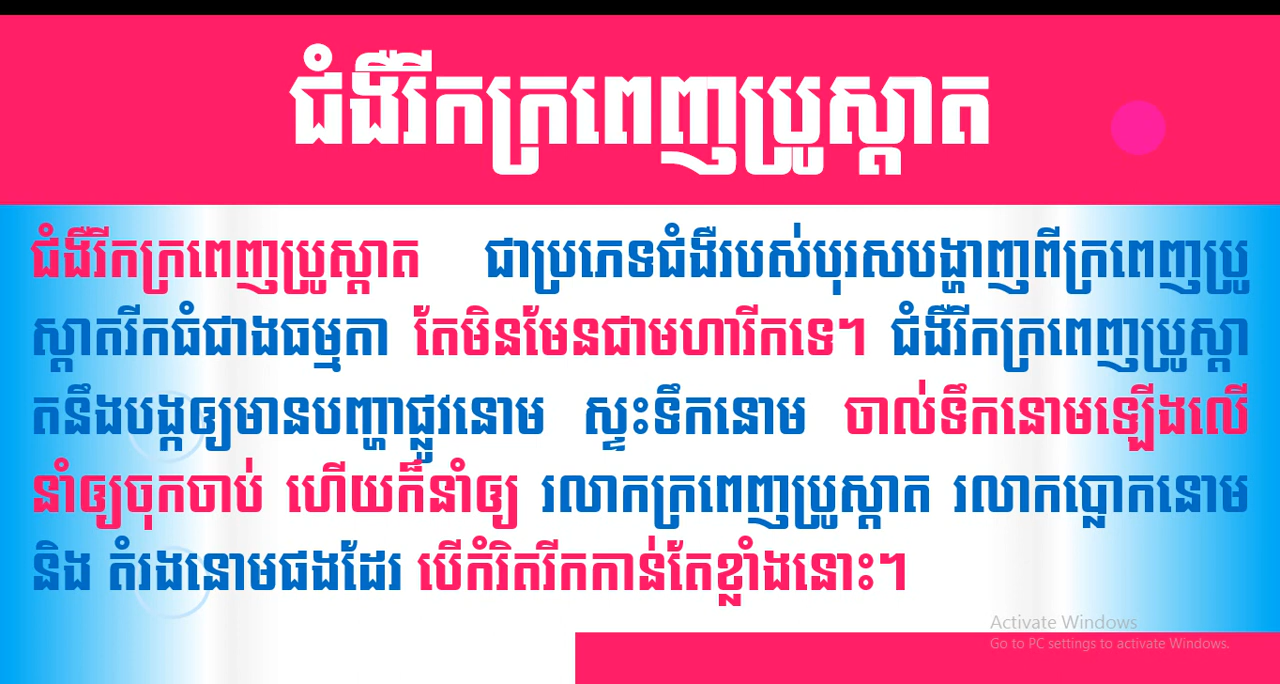 ជំងឺរីកក្រពេញប្រូស្តាត
ជំងឺរីកក្រពេញប្រូស្តាត ជាប្រភេទជំងឺរបស់បុរសបង្ហាញពីក្រពេញប្រូ
ស្តាតរីកធំជាងធម្មតា តែមិនមែនជាមហារីកទេ។ ជំងឺរីកក្រពេញប្រូស្តា
តនឹងបង្កឲ្យមានបញ្ហាផ្លូវនោម ស្ទះទឹកនោម ចាល់ទឹកនោមឡើងលើ
នាំឲ្យចុកចាប់ ហើយក៏នាំឲ្យ រលាកក្រពេញប្រូស្តាត រលាកប្លោកនោម
និង តំរងនោមផងដែរ បើកំរិតរីកកាន់តែខ្លាំងនោះ។
Activate Windows
Go to PC settings to activate Windows.